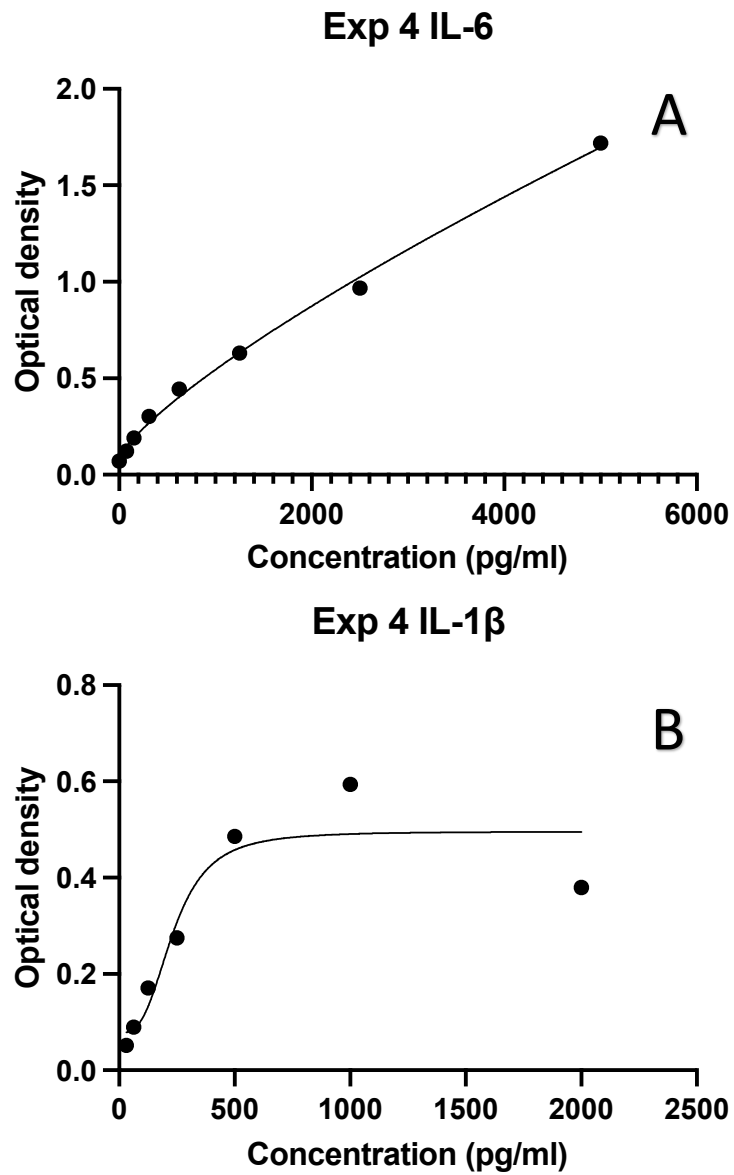 Exp 4 IL-6
A
2.0
1.5
1.0
0.5
0.0
Optical density
0 2000 4000 6000
Concentration (pg/ml)
Exp 4 IL-1β
B
0.8
0.6
0.4
0.2
0.0
Optical density
0 500 1000 1500 2000 2500
Concentration (pg/ml)